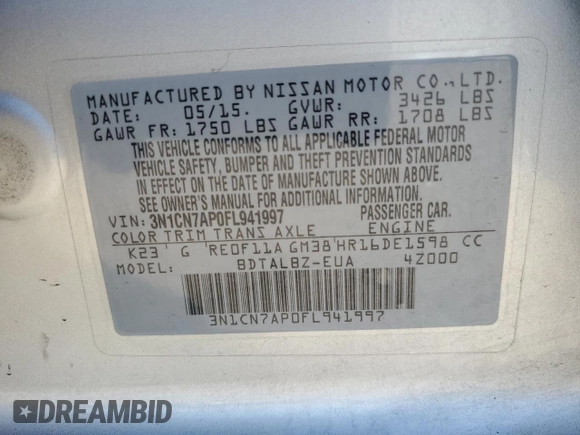 MANUFACTURED BY NISSAN MOTOR CO., LTD.
DATE: 05/15. GVWR: 3426 LBS
GAWR FR: 1750 LBS GAWR RR: 1708 LBS
THIS VEHICLE CONFORMS TO ALL APPLICABLE FEDERAL MOTOR
VEHICLE SAFETY, BUMPER AND THEFT PREVENTION STANDARDS
IN EFFECT ON THE DATE OF MANUFACTURE SHOWN ABOVE.
SEE OWNER'S MANUAL FOR ADDITIONAL INFORMATION.
VIN: 3N1CN7AP0FL941997 PASSENGER CAR.
COLOR TRIM TRANS AXLE ENGINE
K23 G RE0F11A GM38 HR16DE1598 CC
MODEL: BDTALBZ-EUA 4Z000
3N1CN7AP0FL941997
DREAMBID